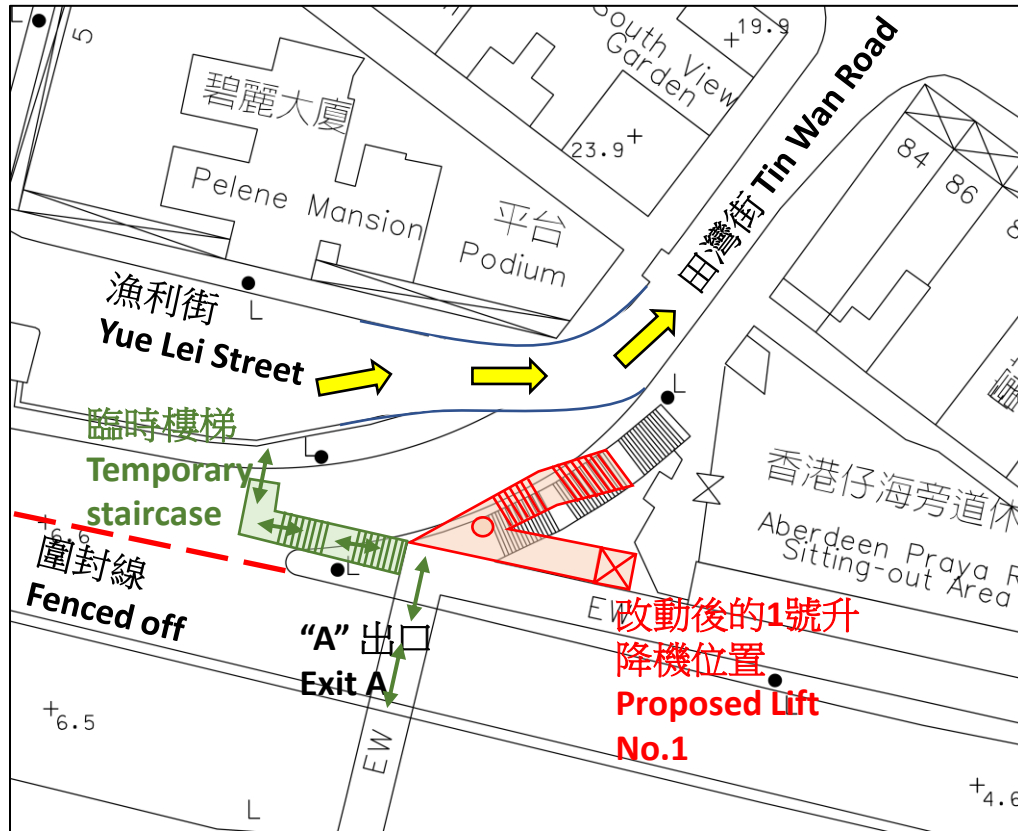 L
5
19.9
South View
Garden
碧麗大廈
Pelene Mansion
23.9
平台
Podium
田灣街 Tin Wan Road
84
86
8
漁利街
Yue Lei Street
L
L
L
臨時樓梯
Temporary
staircase
香港仔海旁道休
Aberdeen Praya R
Sitting-out Area
6.6
圍封線
Fenced off
L
EW
“A” 出口
Exit A
改動後的1號升
降機位置
Proposed Lift
No.1
L
6.5
EW
L
4.6